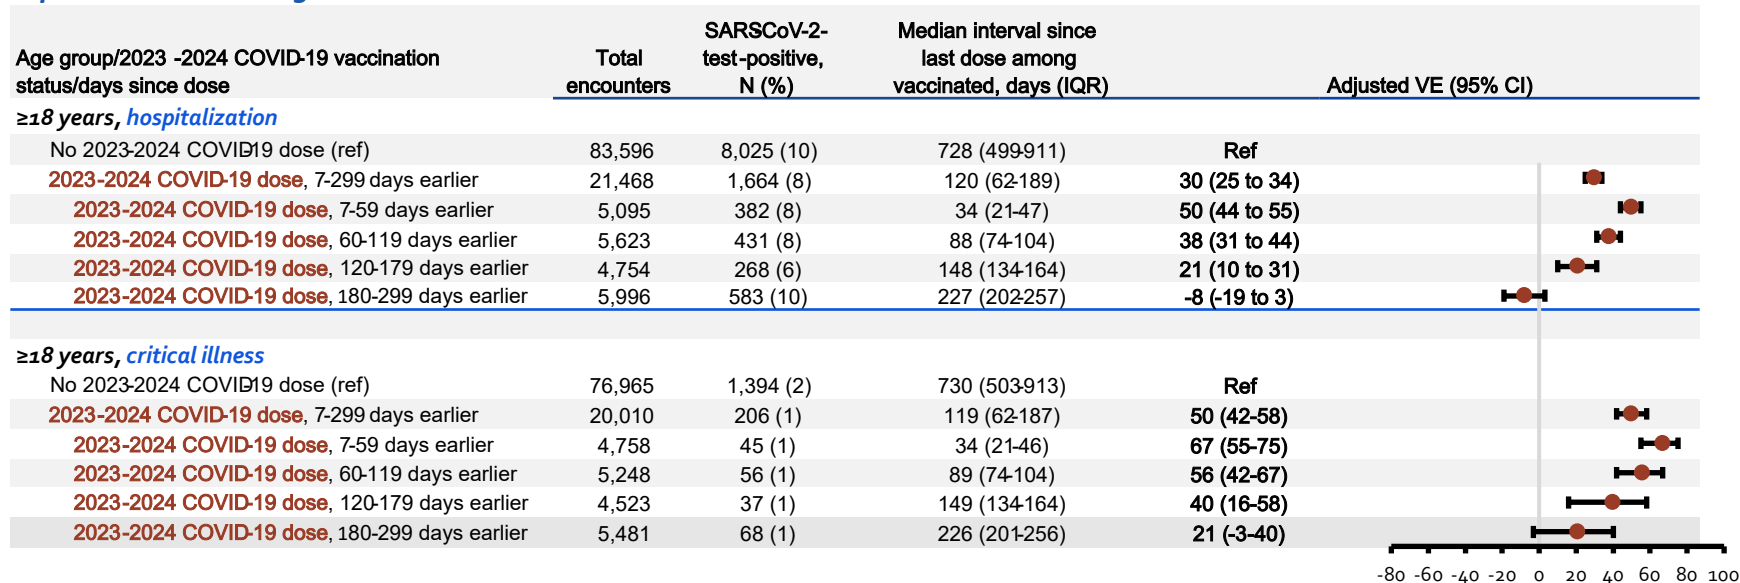 SARSCoV-2- Median interval since
Age group/2023 -2024 COVID-19 vaccination Total test-positive, last dose among
status/days since dose encounters N (%) vaccinated, days (IQR) Adjusted VE (95% CI)
≥18 years, hospitalization
No 2023-2024 COVID19 dose (ref) 83,596 8,025 (10) 728 (499-911) Ref
2023-2024 COVID-19 dose, 7-299 days earlier 21,468 1,664 (8) 120 (62-189) 30 (25 to 34)
2023-2024 COVID-19 dose, 7-59 days earlier 5,095 382 (8) 34 (21-47) 50 (44 to 55)
2023-2024 COVID-19 dose, 60-119 days earlier 5,623 431 (8) 88 (74-104) 38 (31 to 44)
2023-2024 COVID-19 dose, 120-179 days earlier 4,754 268 (6) 148 (134-164) 21 (10 to 31)
2023-2024 COVID-19 dose, 180-299 days earlier 5,996 583 (10) 227 (202-257) -8 (-19 to 3)
≥18 years, critical illness
No 2023-2024 COVID19 dose (ref) 76,965 1,394 (2) 730 (503-913) Ref
2023-2024 COVID-19 dose, 7-299 days earlier 20,010 206 (1) 119 (62-187) 50 (42-58)
2023-2024 COVID-19 dose, 7-59 days earlier 4,758 45 (1) 34 (21-46) 67 (55-75)
2023-2024 COVID-19 dose, 60-119 days earlier 5,248 56 (1) 89 (74-104) 56 (42-67)
2023-2024 COVID-19 dose, 120-179 days earlier 4,523 37 (1) 149 (134-164) 40 (16-58)
2023-2024 COVID-19 dose, 180-299 days earlier 5,481 68 (1) 226 (201-256) 21 (-3-40)
-80 -60 -40 -20 0 20 40 60 80 100